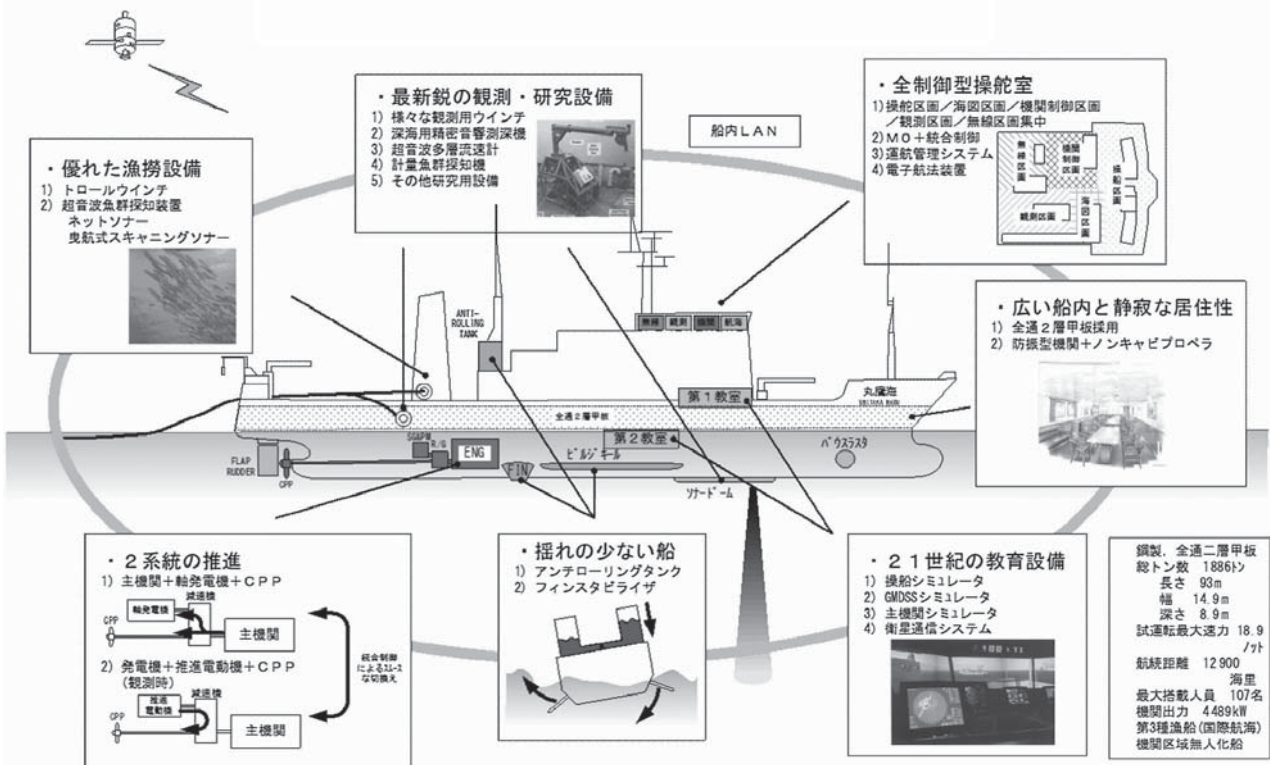 ・優れた漁撈設備
1) トロールウインチ
2) 超音波魚群探知装置
ネットソナー
曳航式スキャニングソナー
・最新鋭の観測・研究設備
1) 様々な観測用ウインチ
2) 深海用精密音響測深機
3) 超音波多層流速計
4) 計量魚群探知機
5) その他研究用設備
船内LAN
・全制御型操舵室
1)操舵区画／海図区画／機関制御区画
／観測区画／無線区画集中
2)MO＋統合制御
3)運航管理システム
4)電子航法装置
無線区画
機関制御区画
操船区画
観測区画
海図区画
・広い船内と静寂な居住性
1) 全通2層甲板採用
2) 防振型機関＋ノンキャビプロペラ
ANTI-
ROLLING
TANK
無線
観測
機関
航海
第1教室
丸鷹海
全通2層甲板
第2教室
R/G
ENG
FLAP
RUDDER
CPP
FIN
ビルジキール
バウスラスタ
ソナードーム
・2系統の推進
1) 主機関＋軸発電機＋CPP
減速機
軸発電機
CPP
主機関
2) 発電機＋推進電動機＋CPP
(観測時)
減速機
推進
電動機
CPP
主機関
統合制御
によるスムース
な切換え
・揺れの少ない船
1) アンチローリングタンク
2) フィンスタビライザ
・21世紀の教育設備
1) 操船シミュレータ
2) GMDSSシミュレータ
3) 主機関シミュレータ
4) 衛星通信システム
鋼製，全通二層甲板
総トン数 1886トン
長さ 93m
幅 14.9m
深さ 8.9m
試運転最大速力 18.9
ノット
航続距離 12900
海里
最大搭載人員 107名
機関出力 4489kW
第3種漁船(国際航海)
機関区域無人化船